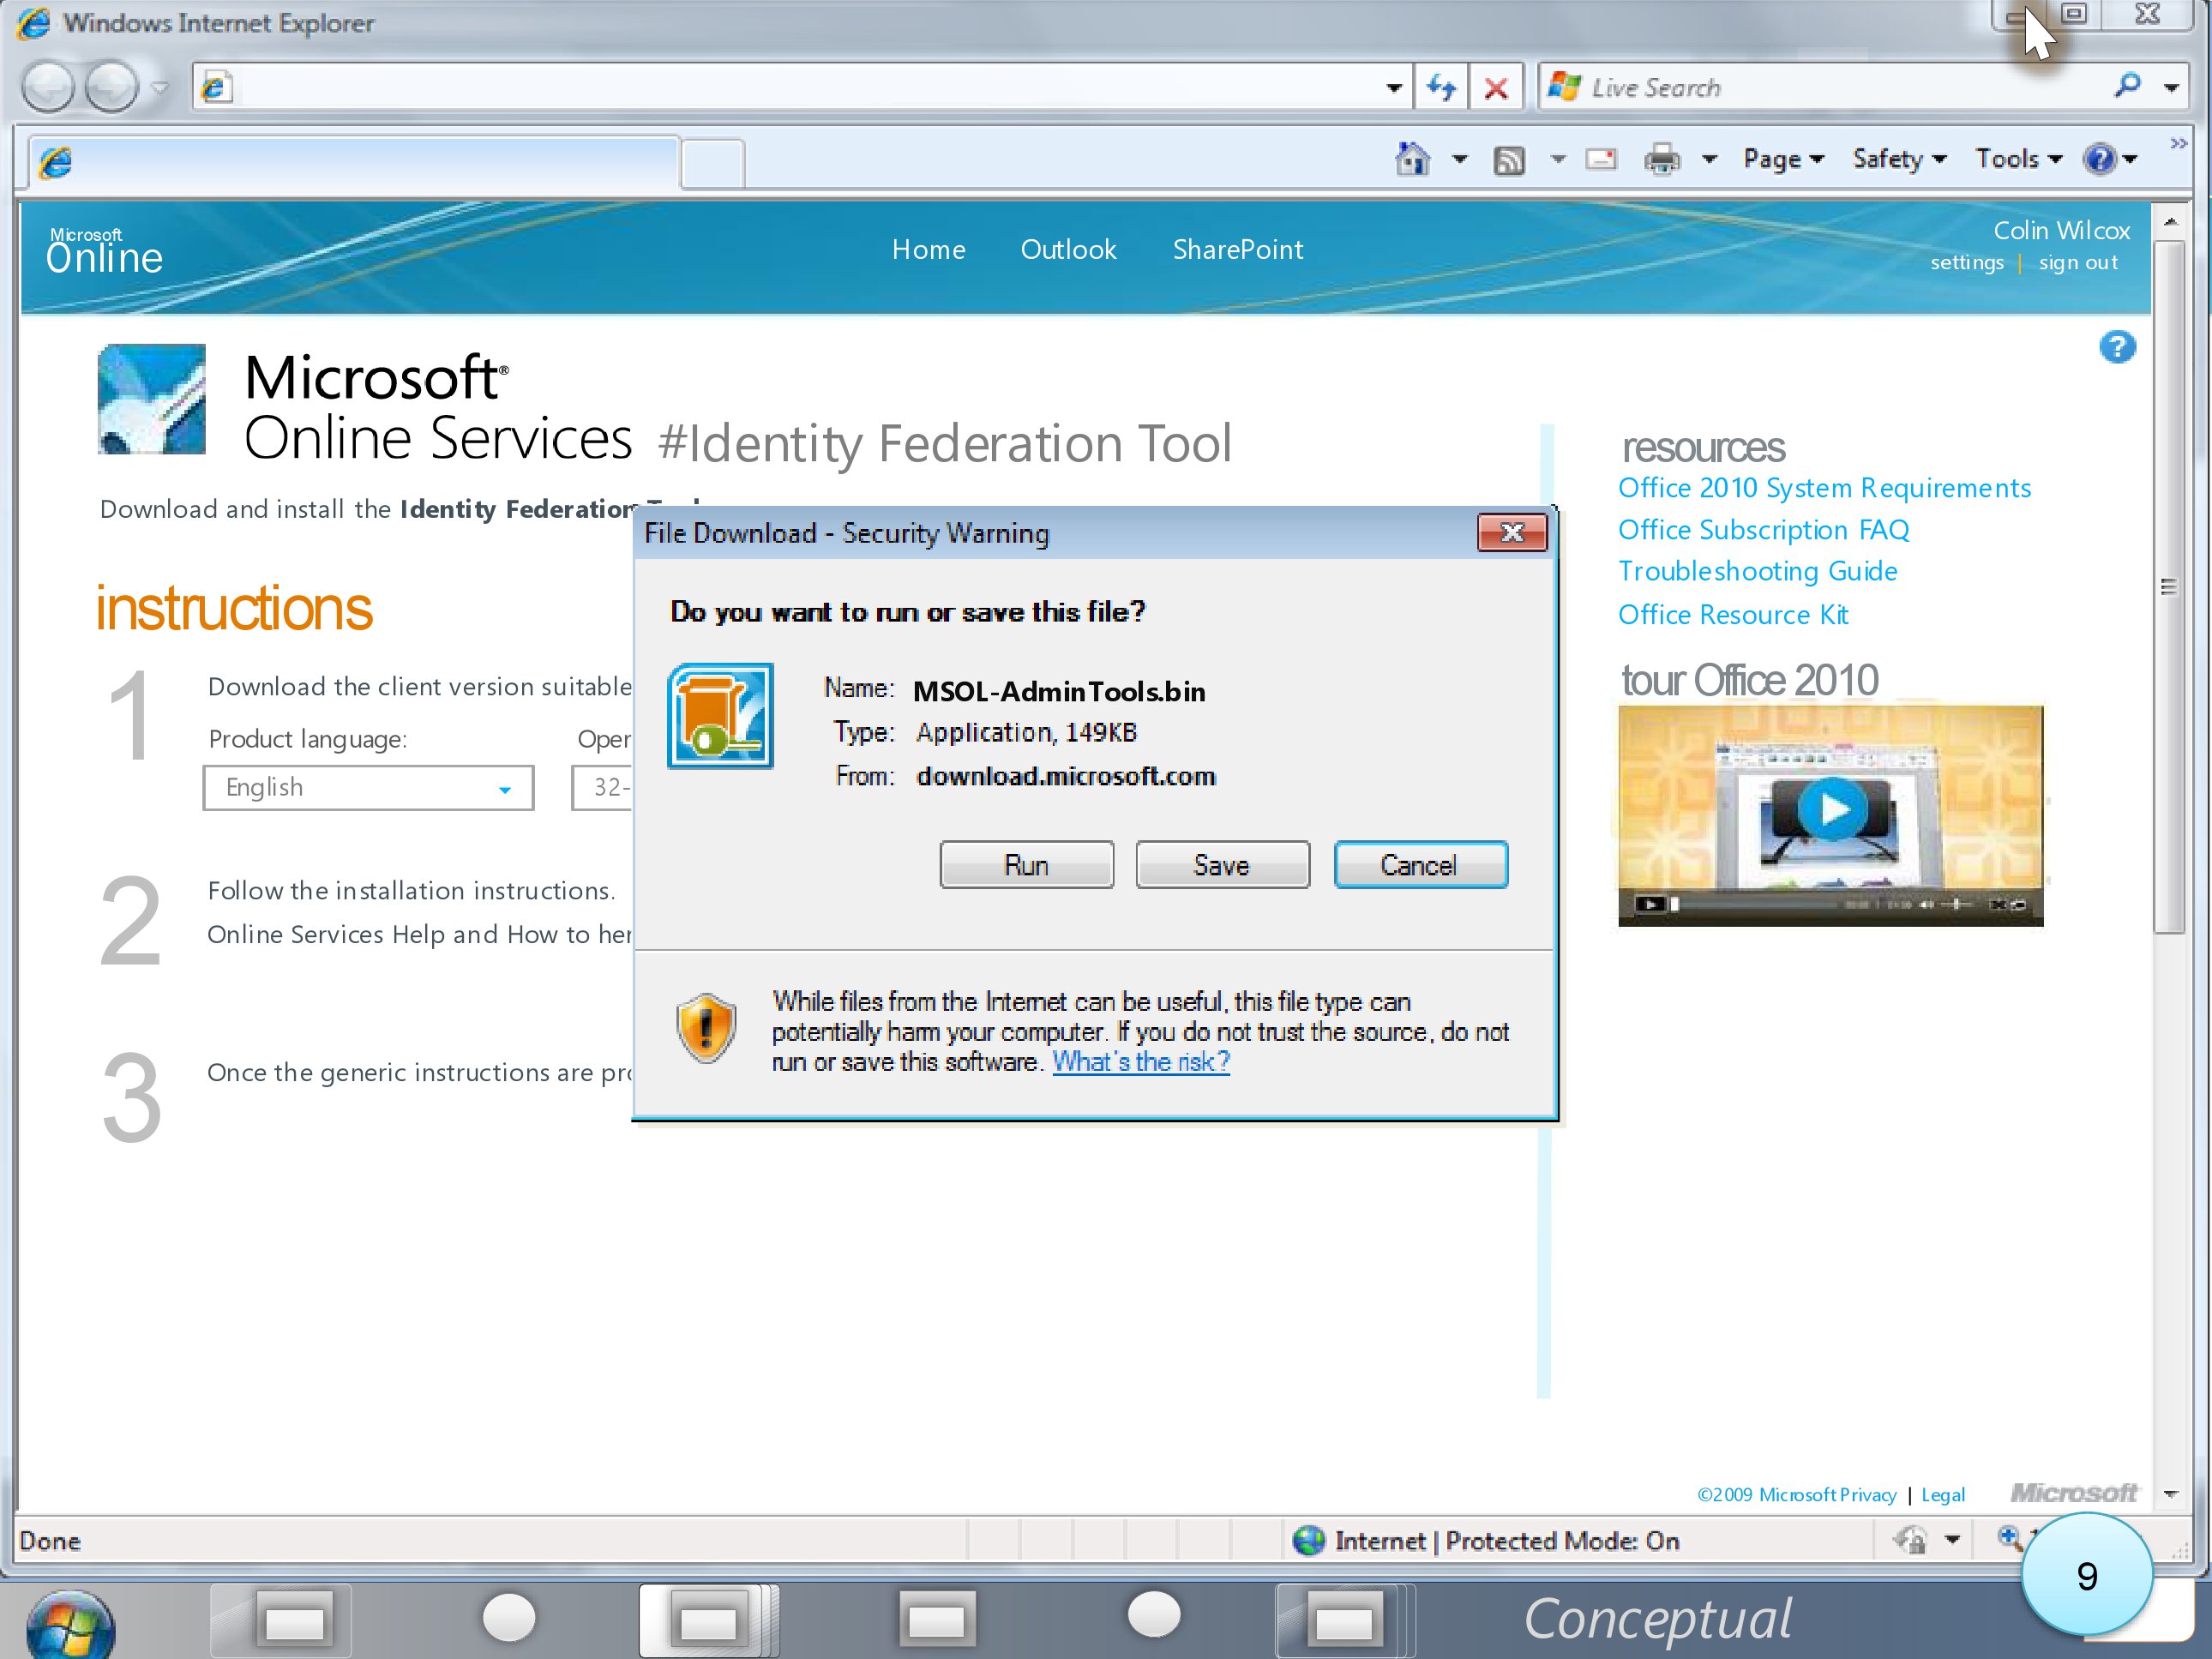 Windows Internet Explorer
Live Search
Page Safety Tools
Microsoft
Online
Home Outlook SharePoint
Colin Wilcox
settings | sign out
Microsoft®
Online Services #Identity Federation Tool
Download and install the Identity Federation
instructions
1
Download the client version suitable
Product language:
Oper
English
32-
2
Follow the installation instructions.
Online Services Help and How to her
3
Once the generic instructions are pro
File Download - Security Warning
Do you want to run or save this file?
Name: MSOL-AdminTools.bin
Type: Application, 149KB
From: download.microsoft.com
Run Save Cancel
While files from the Internet can be useful, this file type can
potentially harm your computer. If you do not trust the source, do not
run or save this software. What's the risk?
resources
Office 2010 System Requirements
Office Subscription FAQ
Troubleshooting Guide
Office Resource Kit
tour Office 2010
©2009 Microsoft Privacy | Legal Microsoft
Done
Internet | Protected Mode: On
Conceptual
9